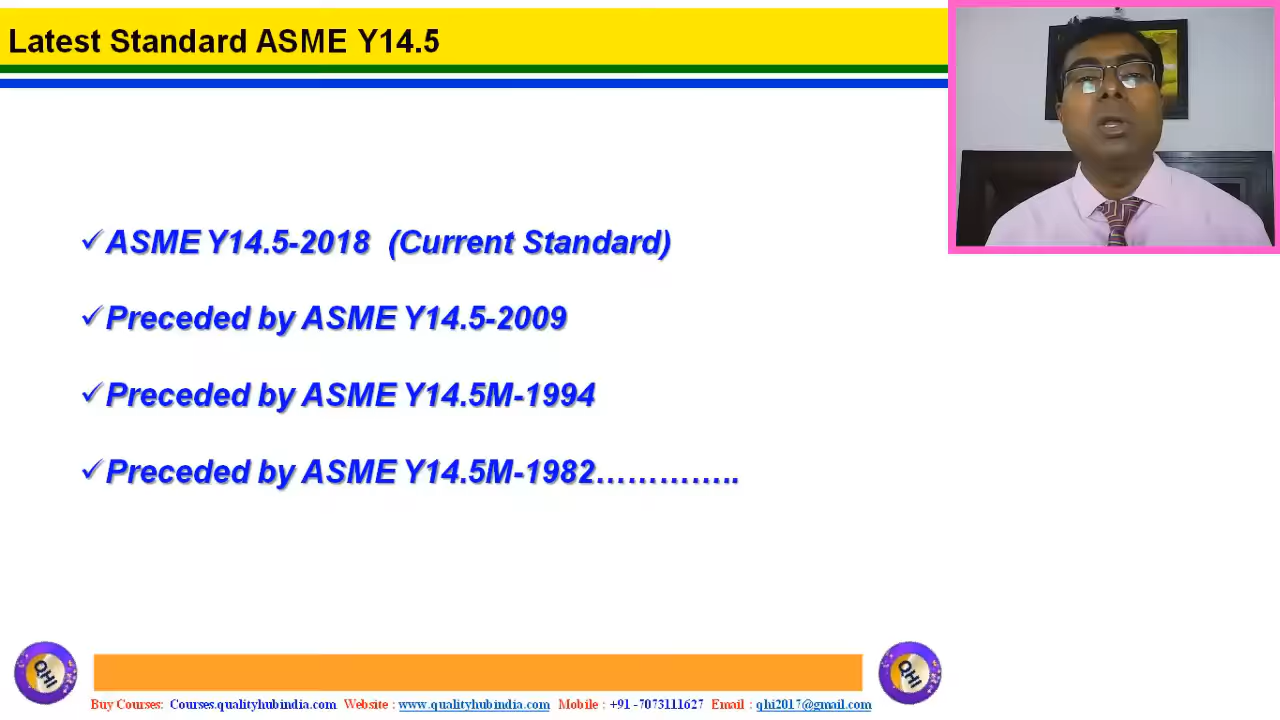 Latest Standard ASME Y14.5
✓ASME Y14.5-2018 (Current Standard)
✓Preceded by ASME Y14.5-2009
✓Preceded by ASME Y14.5M-1994
✓Preceded by ASME Y14.5M-1982…………..
QHI
QHI
Buy Courses: Courses.qualityhubindia.com Website : www.qualityhubindia.com Mobile : +91 -7073111627 Email : qhi2017@gmail.com